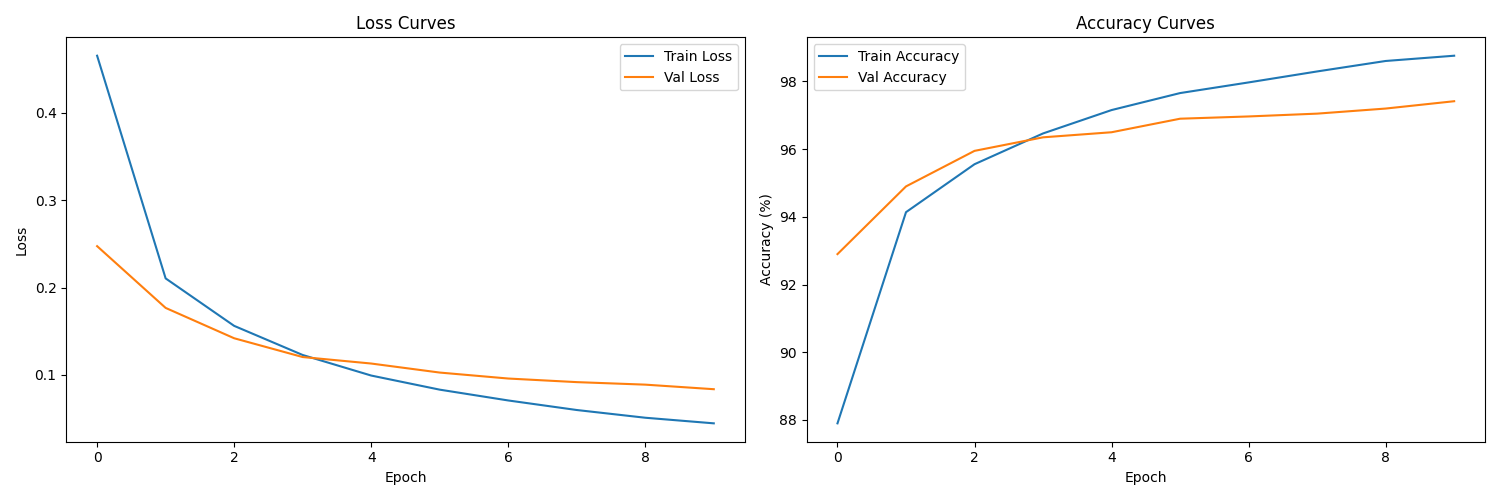 Loss Curves
Train Loss
Val Loss
0.4
0.3
0.2
0.1
Loss
0
2
4
6
8
Epoch
Accuracy Curves
Train Accuracy
Val Accuracy
98
96
94
92
90
88
Accuracy (%)
0
2
4
6
8
Epoch